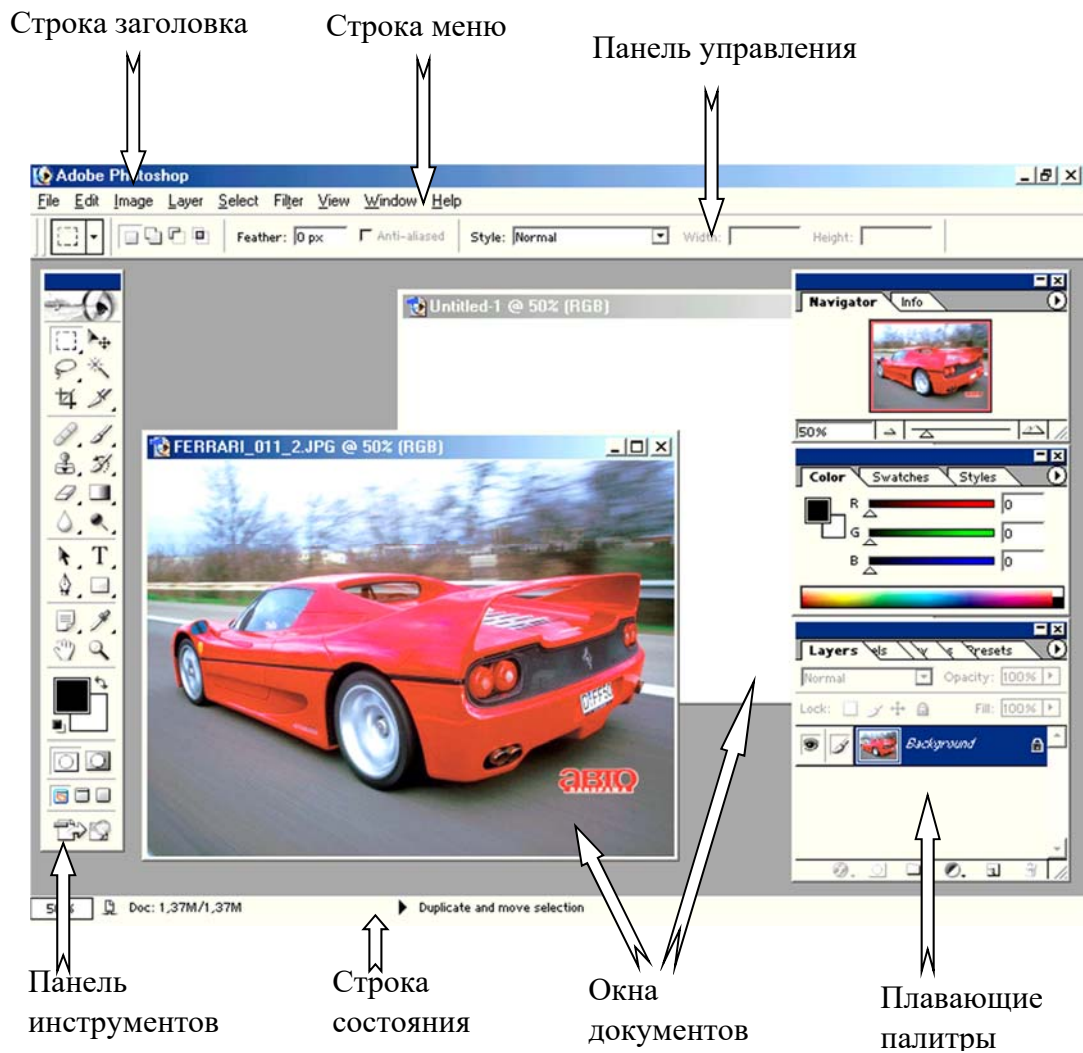 Строка заголовка
Строка меню
Панель управления
Adobe Photoshop
File Edit Image Layer Select Filter View Window Help
Feather: 0 px Anti-aliased Style: Normal Width: Height:
Untitled-1 @ 50% (RGB)
Navigator Info
50%
FERRARI_011_2.JPG @ 50% (RGB)
Color Swatches Styles
R 0
G 0
B 0
T
Layers els Presets
Normal Opacity: 100%
Lock: Fill: 100%
Background
АВТО
50% Doc: 1,37M/1,37M Duplicate and move selection
Панель
инструментов
Строка
состояния
Окна
документов
Плавающие
палитры